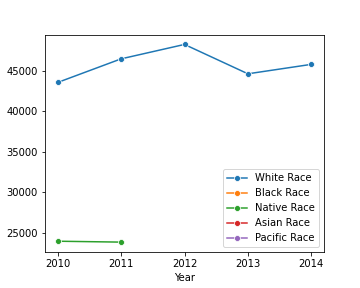 45000
40000
35000
30000
25000
2010 2011 2012 2013 2014
Year
White Race
Black Race
Native Race
Asian Race
Pacific Race